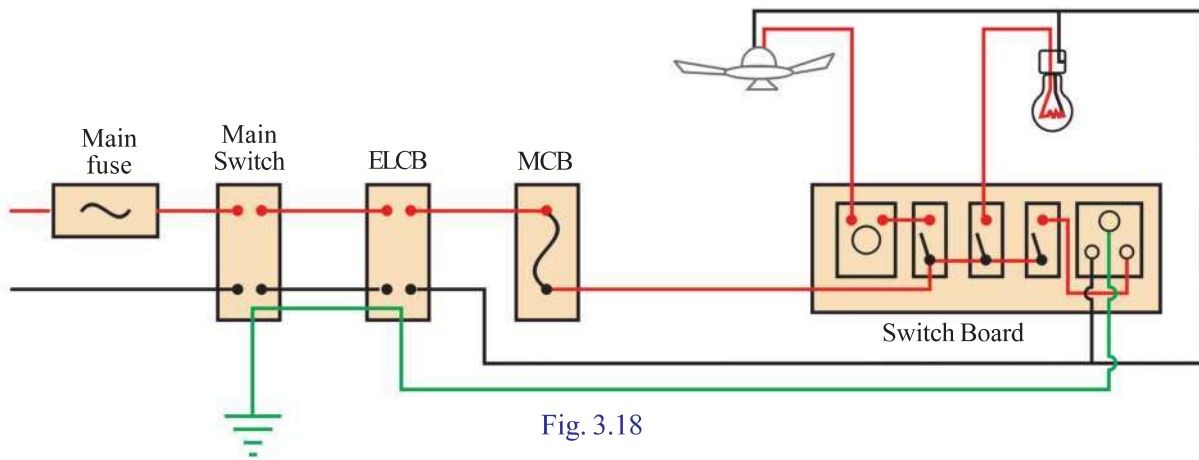 Main
fuse
Main
Switch
ELCB
MCB
Switch Board
Fig. 3.18